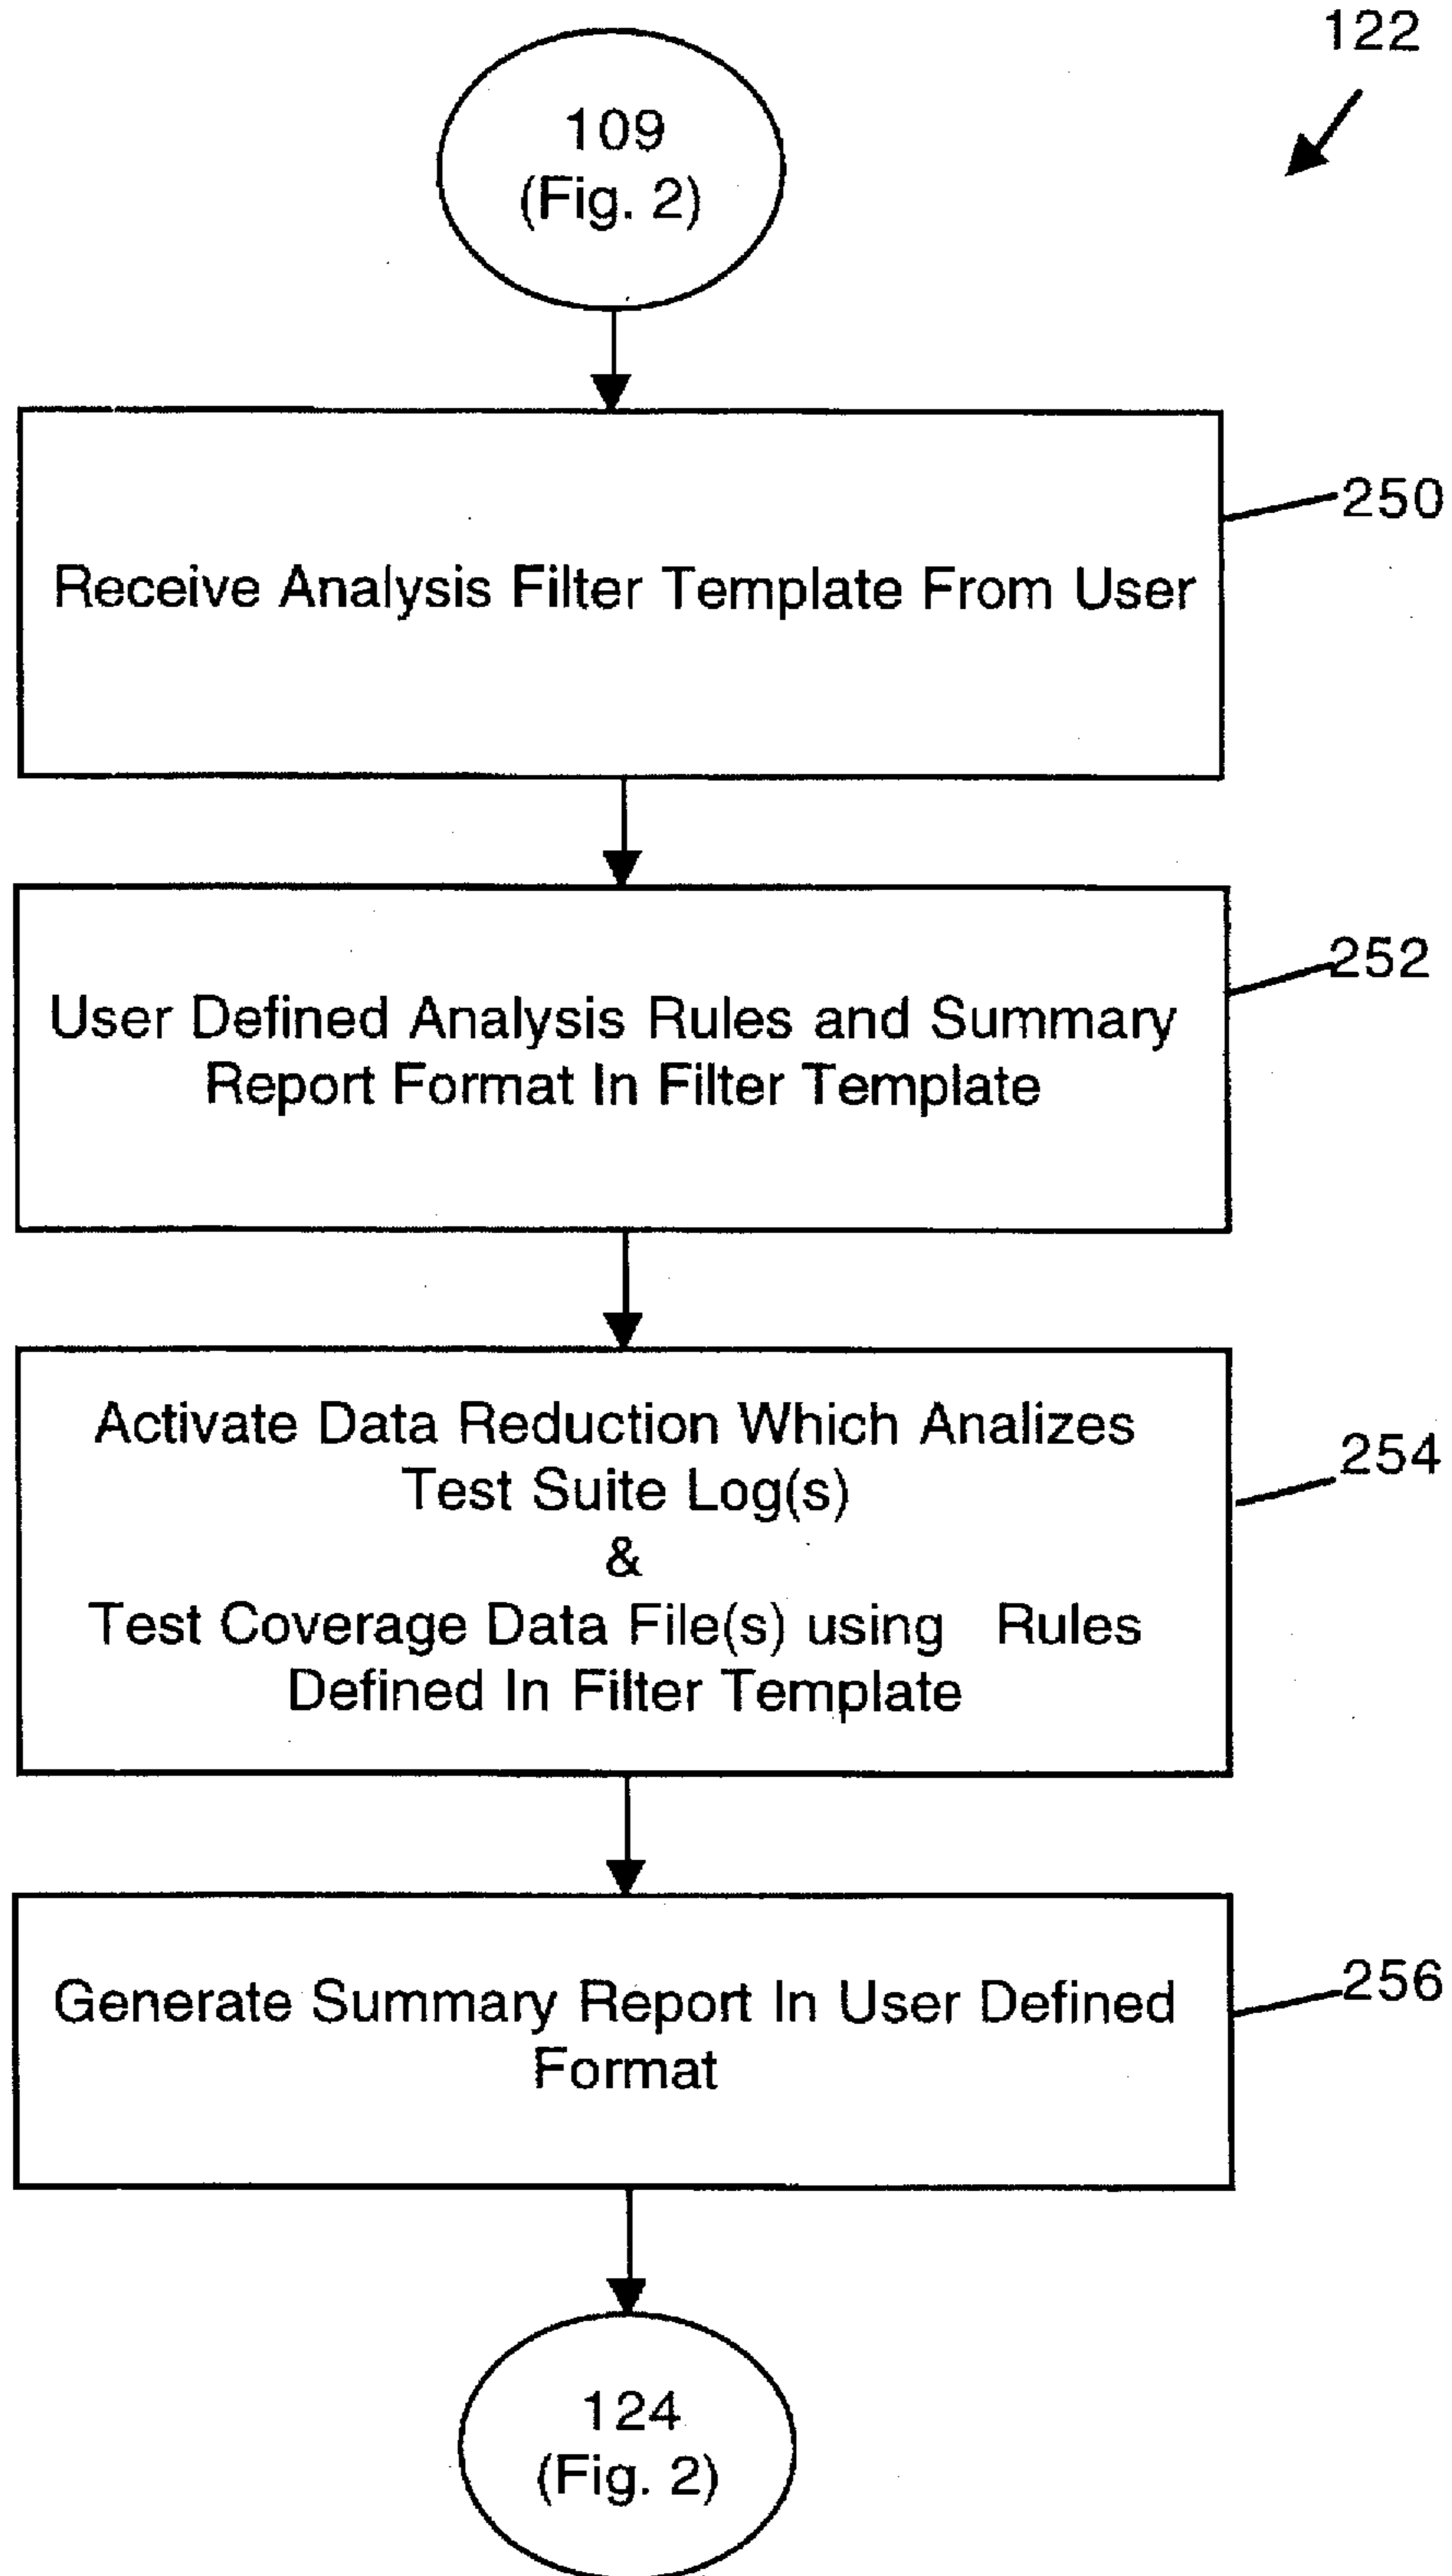 122
109
(Fig. 2)
250
Receive Analysis Filter Template From User
252
User Defined Analysis Rules and Summary
Report Format In Filter Template
254
Activate Data Reduction Which Analizes
Test Suite Log(s)
&
Test Coverage Data File(s) using Rules
Defined In Filter Template
256
Generate Summary Report In User Defined
Format
124
(Fig. 2)